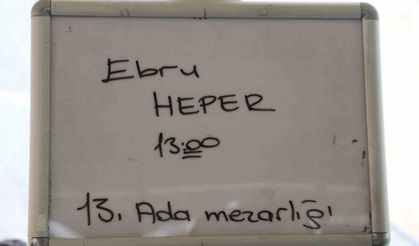 Ebru
HEPER
13:00
13. Ada mezarlığı